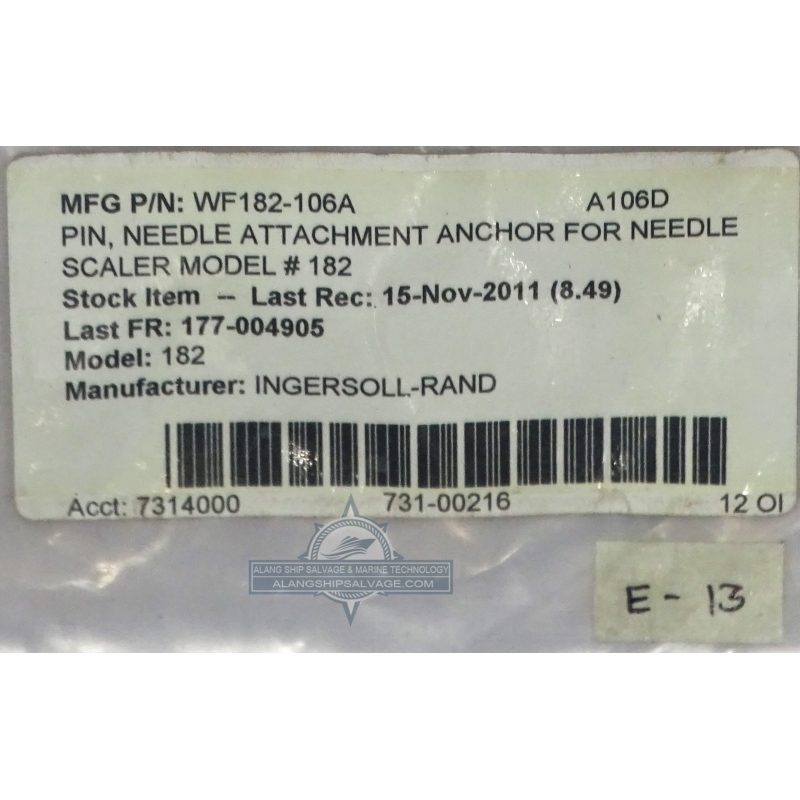 MFG P/N: WF182-106A A106D
PIN, NEEDLE ATTACHMENT ANCHOR FOR NEEDLE
SCALER MODEL # 182
Stock Item -- Last Rec: 15-Nov-2011 (8.49)
Last FR: 177-004905
Model: 182
Manufacturer: INGERSOLL-RAND
Acct: 7314000 731-00216 12 OI
ALANG SHIP SALVAGE & MARINE TECHNOLOGY
ALANGSHIPSALVAGE.COM
E - 13